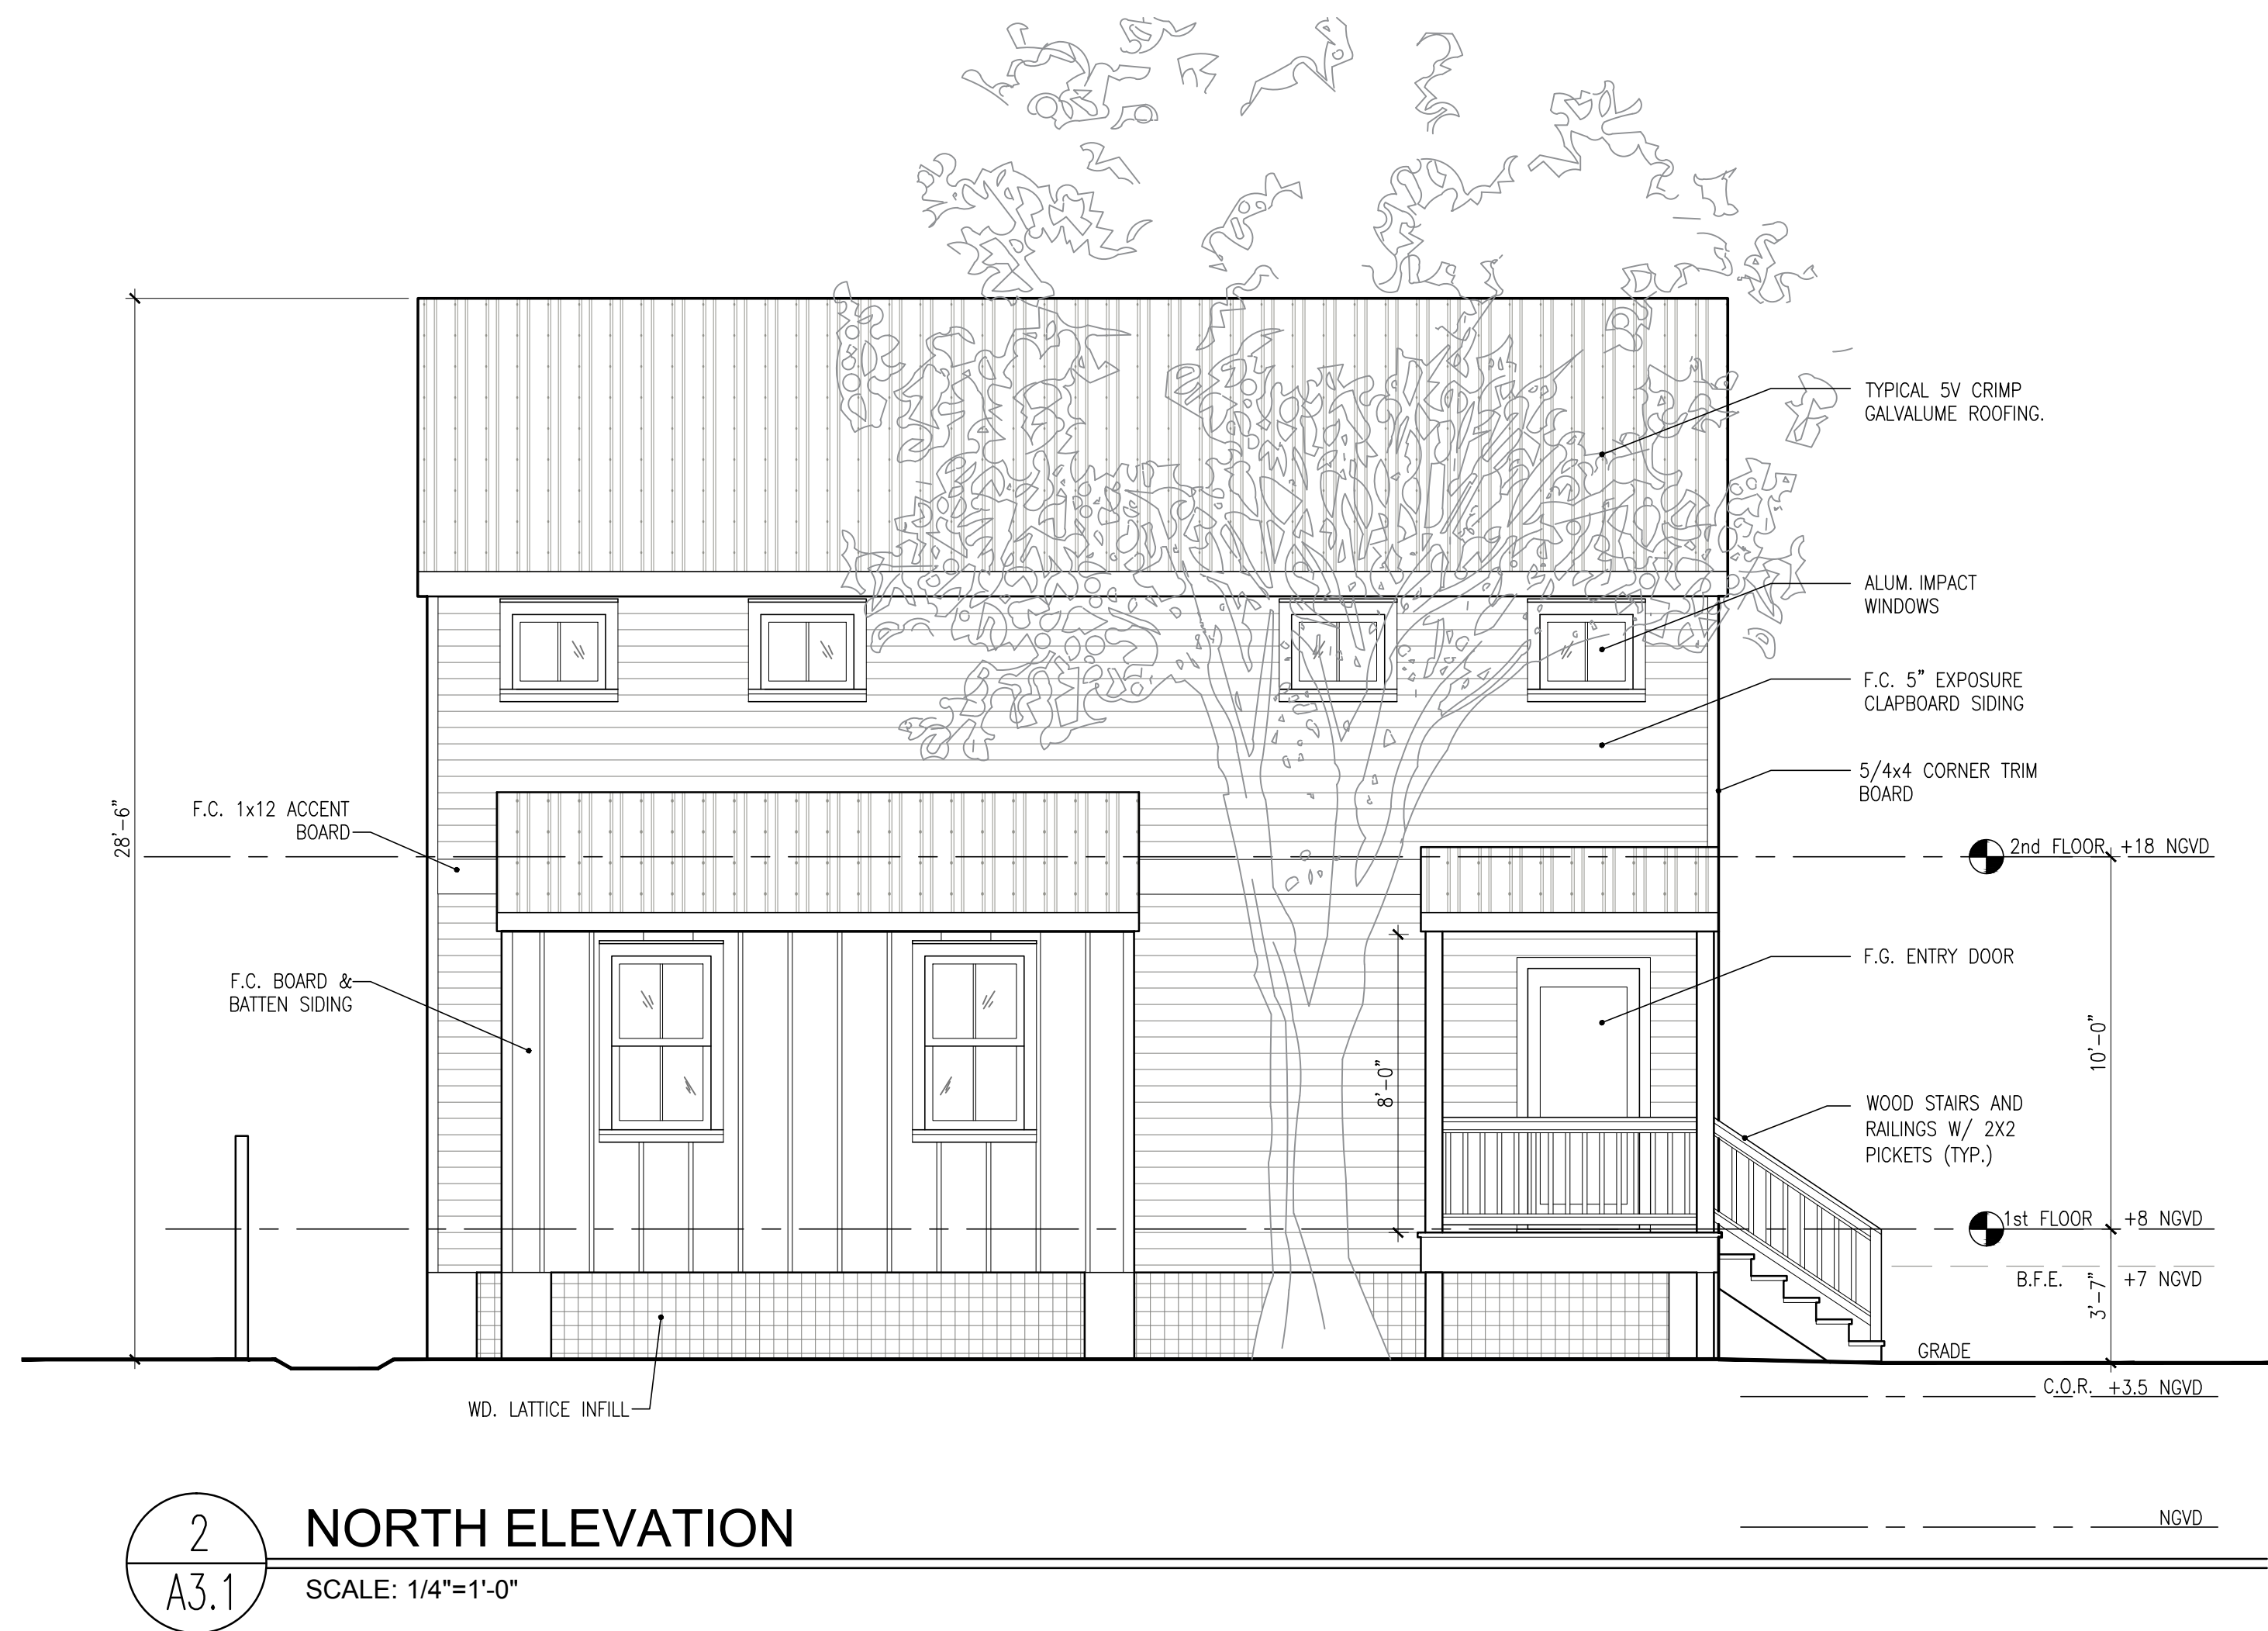 TYPICAL 5V CRIMP
GALVALUME ROOFING.
ALUM. IMPACT
WINDOWS
F.C. 5" EXPOSURE
CLAPBOARD SIDING
5/4x4 CORNER TRIM
BOARD
28'-6"
F.C. 1x12 ACCENT
BOARD
2nd FLOOR +18 NGVD
F.C. BOARD &
BATTEN SIDING
F.G. ENTRY DOOR
10'-0"
8'-0"
WOOD STAIRS AND
RAILINGS W/ 2X2
PICKETS (TYP.)
1st FLOOR +8 NGVD
B.F.E. +7 NGVD
3'-7"
GRADE
C.O.R. +3.5 NGVD
WD. LATTICE INFILL
NGVD
2
A3.1
NORTH ELEVATION
SCALE: 1/4"=1'-0"